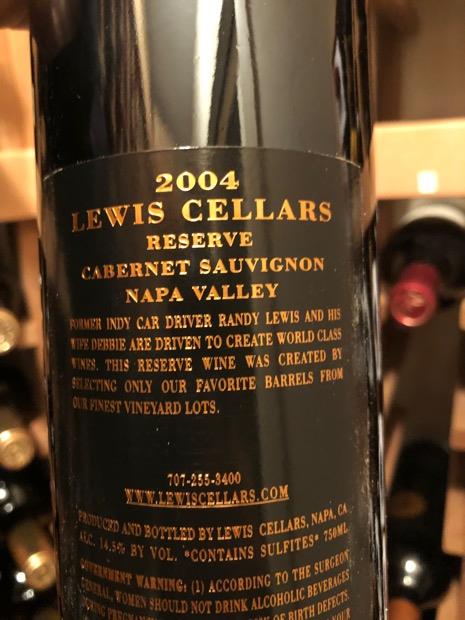 2004
LEWIS CELLARS
RESERVE
CABERNET SAUVIGNON
NAPA VALLEY
FORMER INDY CAR DRIVER RANDY LEWIS AND HIS
WIFE DEBBIE ARE DRIVEN TO CREATE WORLD CLASS
WINES. THIS RESERVE WINE WAS CREATED BY
SELECTING ONLY OUR FAVORITE BARRELS FROM
OUR FINEST VINEYARD LOTS.
707-255-3400
WWW.LEWISCELLARS.COM
PRODUCED AND BOTTLED BY LEWIS CELLARS, NAPA, CA
ALC. 14.5% BY VOL. *CONTAINS SULFITES* 750ML
GOVERNMENT WARNING: (1) ACCORDING TO THE SURGEON
GENERAL, WOMEN SHOULD NOT DRINK ALCOHOLIC BEVERAGES
OF BIRTH DEFECTS.